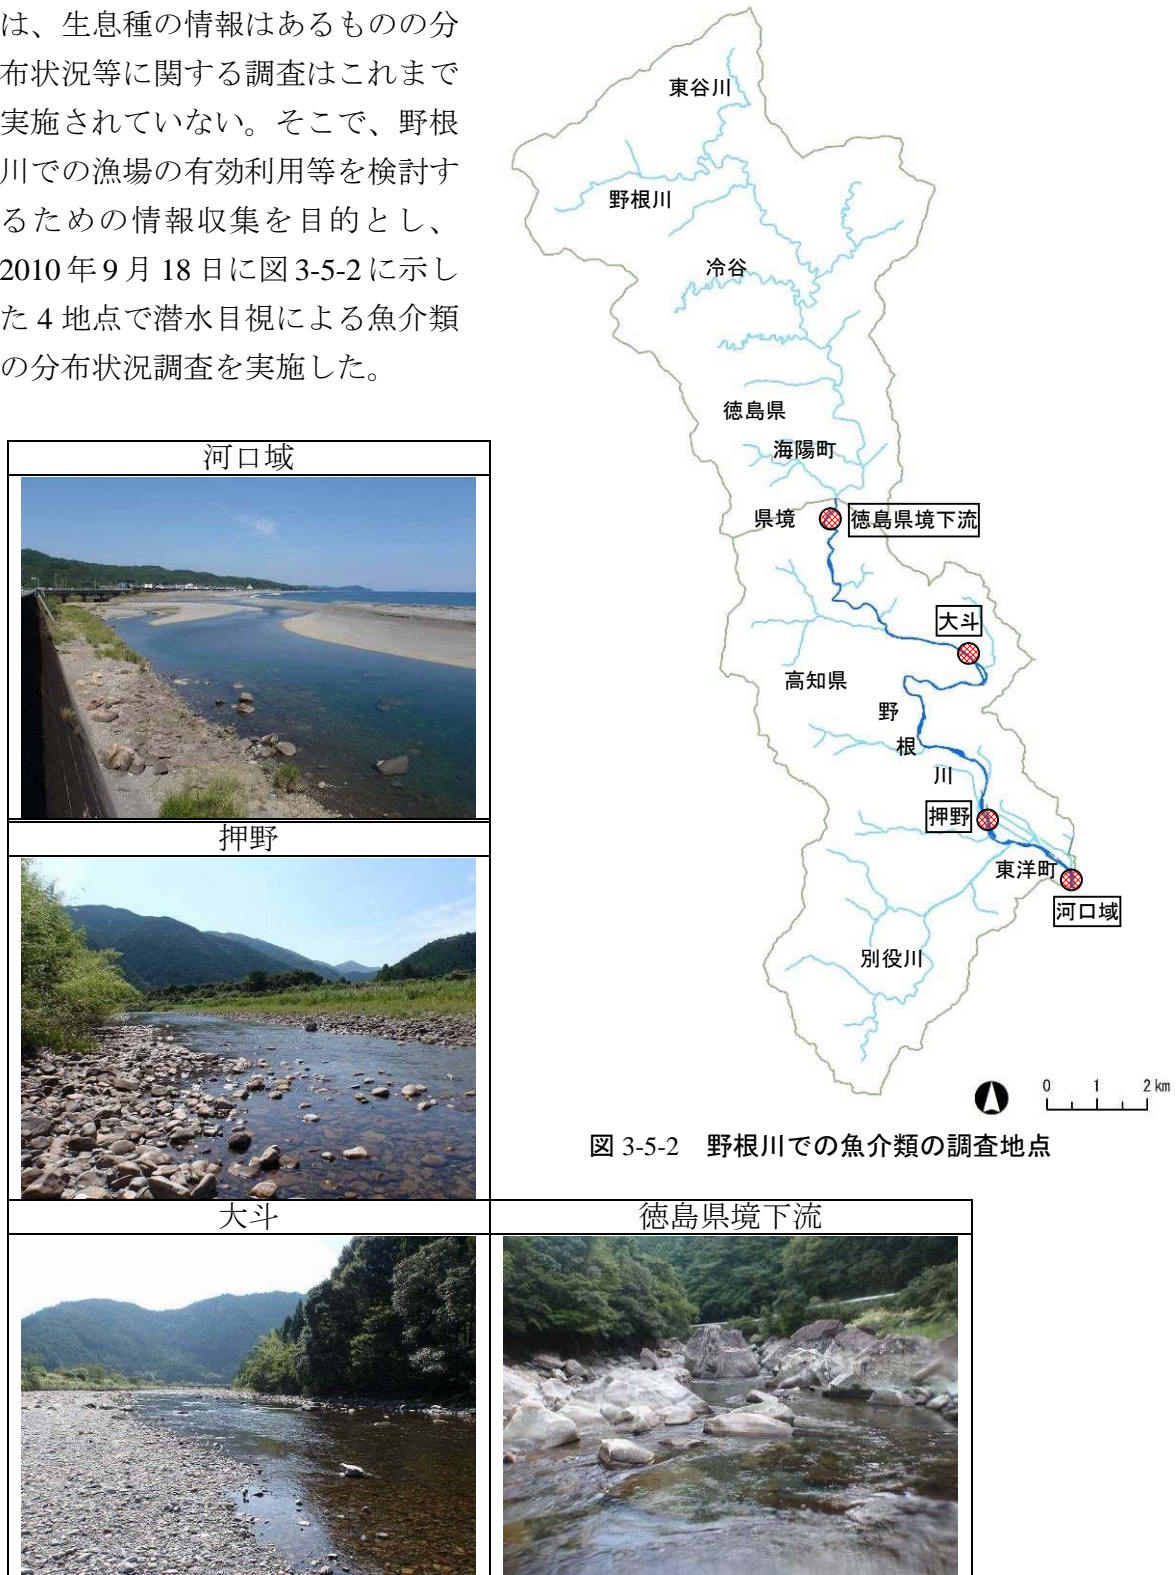 は、生息種の情報はあるものの分
布状況等に関する調査はこれまで
実施されていない。そこで、野根
川での漁場の有効利用等を検討す
るための情報収集を目的とし、
2010 年 9 月 18 日に図 3-5-2 に示し
た 4 地点で潜水目視による魚介類
の分布状況調査を実施した。
東谷川
野根川
冷谷
徳島県
海陽町
県境
徳島県境下流
大斗
高知県
野
根
川
押野
東洋町
河口域
別役川
0 1 2 km
図 3-5-2 野根川での魚介類の調査地点
河口域
押野
大斗
徳島県境下流